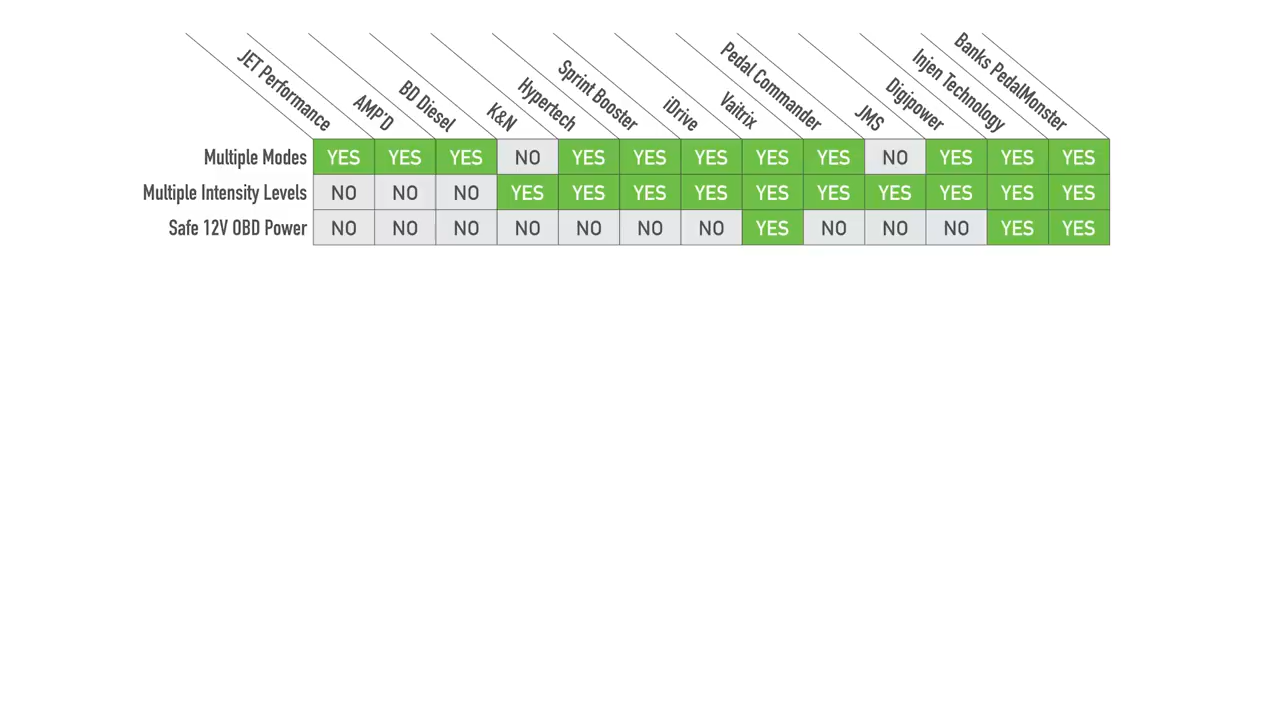 JET Performance
AMP'D
BD Diesel
K&N
Hypertech
Sprint Booster
iDrive
Vaitrix
Pedal Commander
JMS
Digipower
Injen Technology
Banks PedalMonster
Multiple Modes YES YES YES NO YES YES YES YES YES NO YES YES YES
Multiple Intensity Levels NO NO NO YES YES YES YES YES YES YES YES YES YES
Safe 12V OBD Power NO NO NO NO NO NO NO YES NO NO NO YES YES